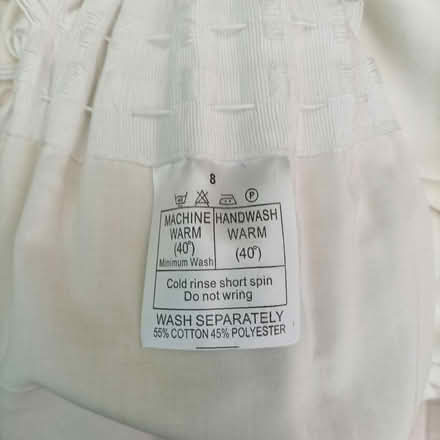 8
P
MACHINE
WARM
(40°)
Minimum Wash
HANDWASH
WARM
(40°)
Cold rinse short spin
Do not wring
WASH SEPARATELY
55% COTTON 45% POLYESTER